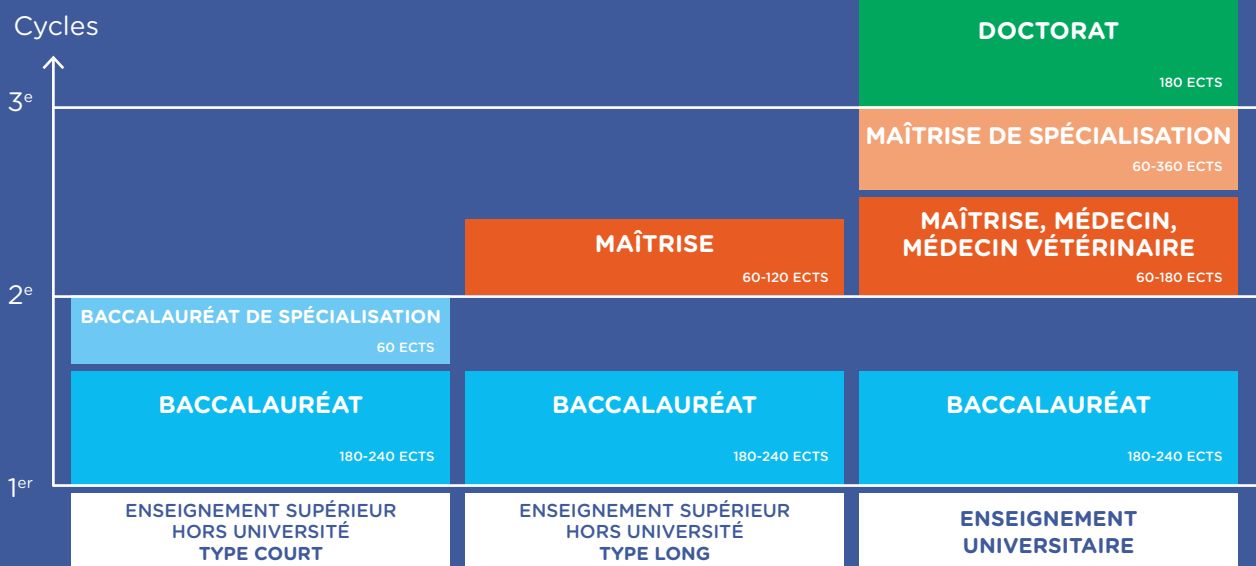 Cycles
DOCTORAT
180 ECTS
3e
MAÎTRISE DE SPÉCIALISATION
60-360 ECTS
MAÎTRISE
60-120 ECTS
MAÎTRISE, MÉDECIN,
MÉDECIN VÉTÉRINAIRE
60-180 ECTS
2e
BACCALAURÉAT DE SPÉCIALISATION
60 ECTS
BACCALAURÉAT
180-240 ECTS
BACCALAURÉAT
180-240 ECTS
BACCALAURÉAT
180-240 ECTS
1er
ENSEIGNEMENT SUPÉRIEUR
HORS UNIVERSITÉ
TYPE COURT
ENSEIGNEMENT SUPÉRIEUR
HORS UNIVERSITÉ
TYPE LONG
ENSEIGNEMENT
UNIVERSITAIRE